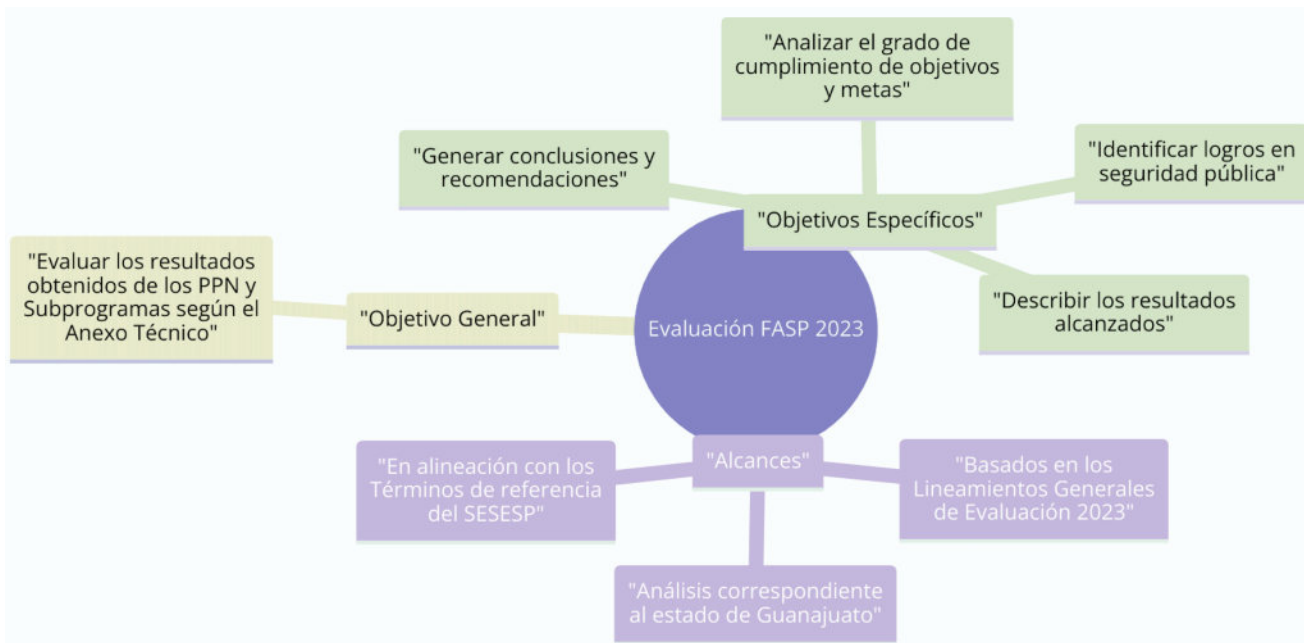 "Analizar el grado de
cumplimiento de objetivos
y metas"
"Generar conclusiones y
recomendaciones"
"Identificar logros en
seguridad pública"
"Objetivos Específicos"
"Evaluar los resultados
obtenidos de los PPN y
Subprogramas según el
Anexo Técnico"
"Objetivo General"
Evaluación FASP 2023
"Describir los resultados
alcanzados"
"En alineación con los
Términos de referencia
del SESESP"
"Alcances"
"Basados en los
Lineamientos Generales
de Evaluación 2023"
"Análisis correspondiente
al estado de Guanajuato"